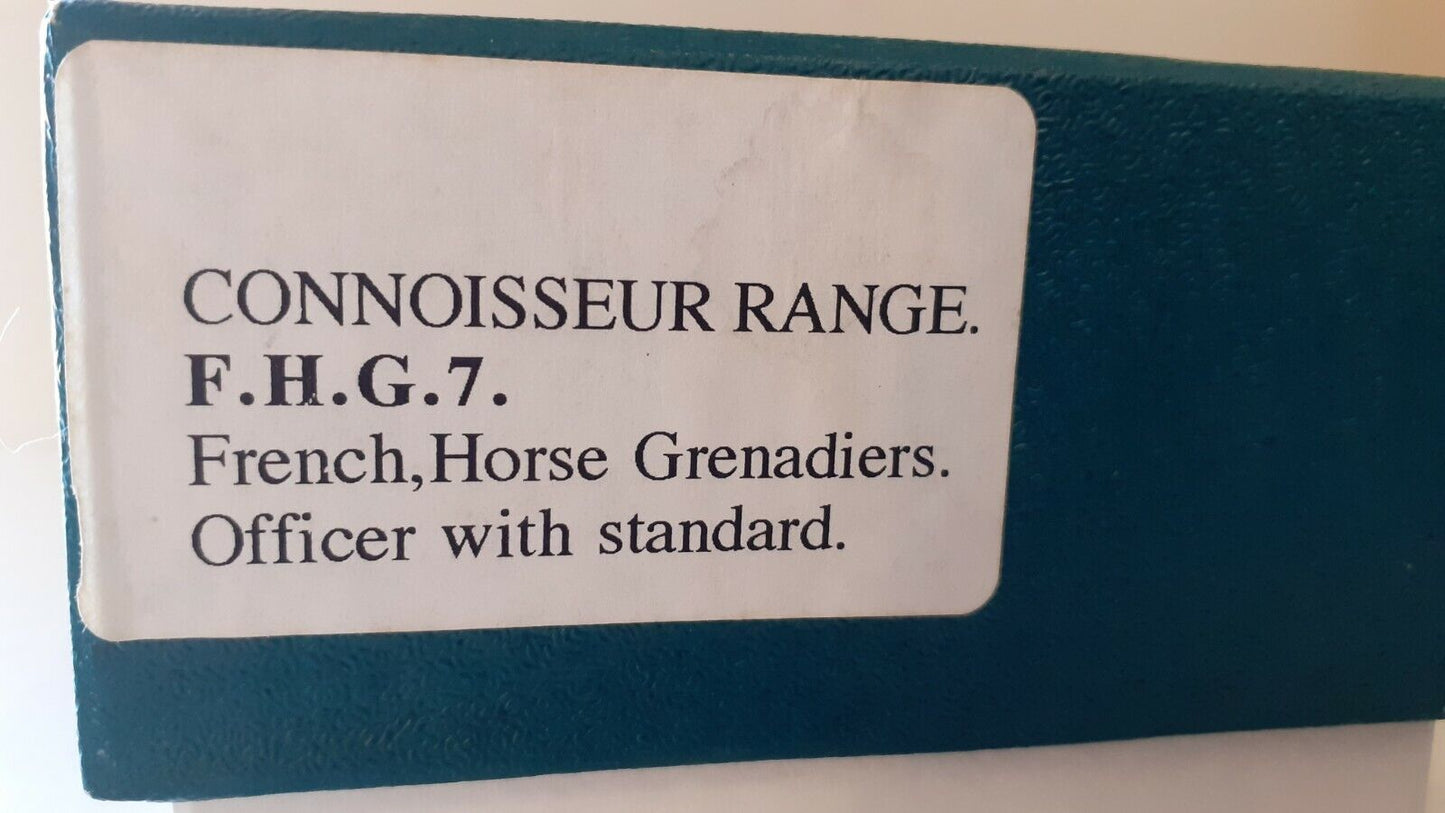 CONNOISSEUR RANGE.
F.H.G.7.
French,Horse Grenadiers.
Officer with standard.